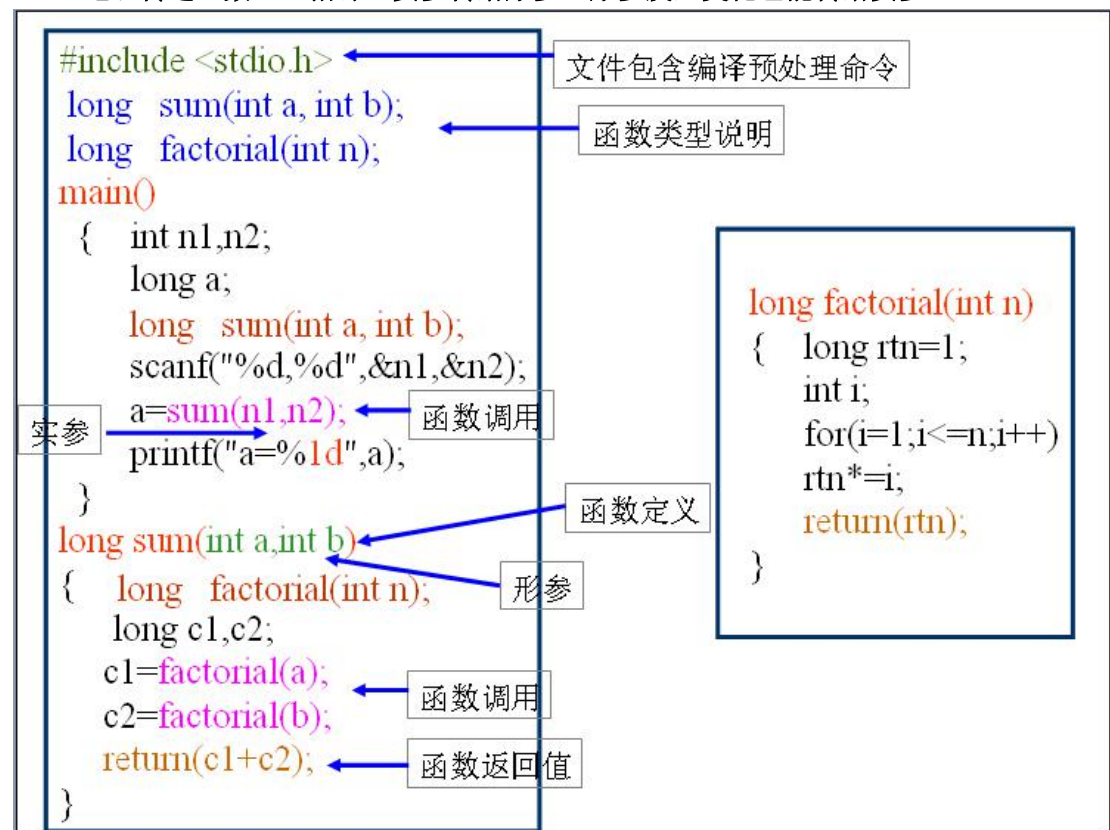 #include <stdio.h>
文件包含编译预处理命令
long sum(int a, int b);
long factorial(int n);
函数类型说明
main()
{ int n1,n2;
long a;
long sum(int a, int b);
scanf("%d,%d",&n1,&n2);
a=sum(n1,n2);
函数调用
实参
printf("a=%1d",a);
}
long sum(int a,int b)
函数定义
形参
{ long factorial(int n);
long c1,c2;
c1=factorial(a);
c2=factorial(b);
函数调用
return(c1+c2);
函数返回值
}
long factorial(int n)
{ long rtn=1;
int i;
for(i=1;i<=n;i++)
rtn*=i;
return(rtn);
}